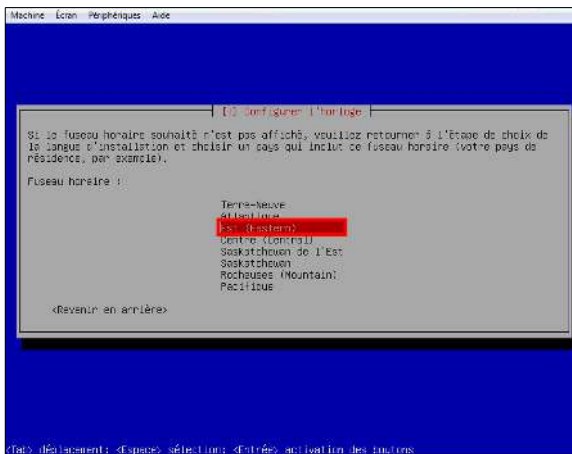 Machine Écran Périphériques Aide
[!] Configurer l'horloge
Si le fuseau horaire souhaité n'est pas affiché, veuillez retourner à l'étape de choix de
la langue d'installation et choisir un pays qui inclut ce fuseau horaire (votre pays de
résidence, par exemple).
Fuseau horaire :
Terre-Neuve
Atlantique
Est (Eastern)
Centre (Central)
Saskatchewan de l'Est
Saskatchewan
Rocheuses (Mountain)
Pacifique
<Revenir en arrière>
<Tab> déplacement; <Espace> sélection; <Entrée> activation des boutons